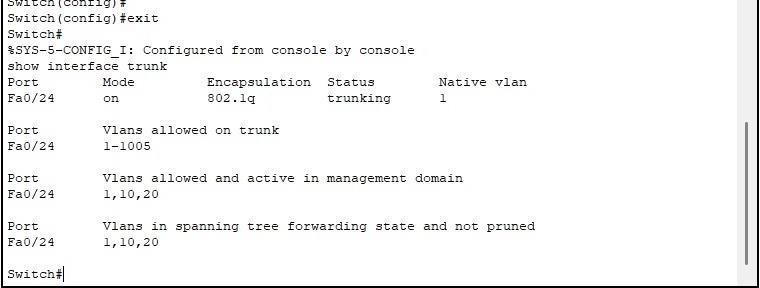 Switch(config)#
Switch(config)#exit
Switch#
%SYS-5-CONFIG_I: Configured from console by console
show interface trunk
Port Mode Encapsulation Status Native vlan
Fa0/24 on 802.1q trunking 1
Port Vlans allowed on trunk
Fa0/24 1-1005
Port Vlans allowed and active in management domain
Fa0/24 1,10,20
Port Vlans in spanning tree forwarding state and not pruned
Fa0/24 1,10,20
Switch#